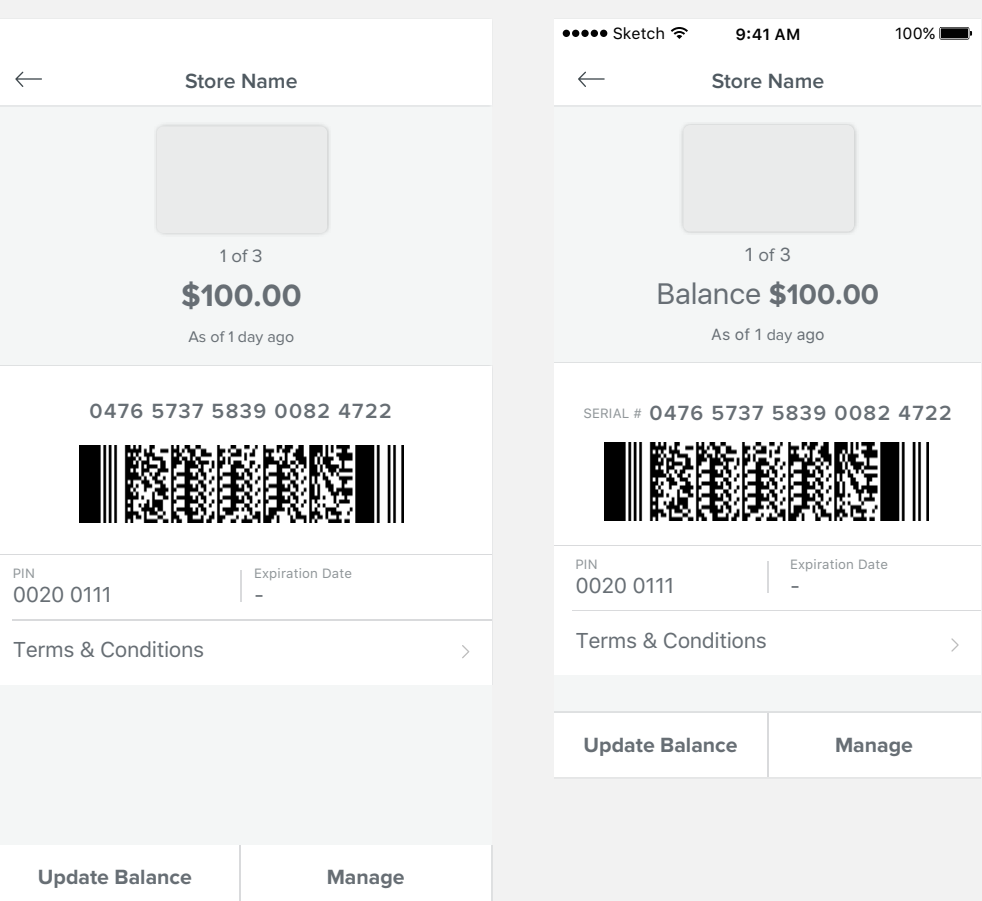 Store Name
1 of 3
$100.00
As of 1 day ago
0476 5737 5839 0082 4722
PIN
0020 0111
Expiration Date
-
Terms & Conditions
Update Balance
Manage
●●●●● Sketch
9:41 AM
100%
Store Name
1 of 3
Balance $100.00
As of 1 day ago
SERIAL # 0476 5737 5839 0082 4722
PIN
0020 0111
Expiration Date
-
Terms & Conditions
Update Balance
Manage